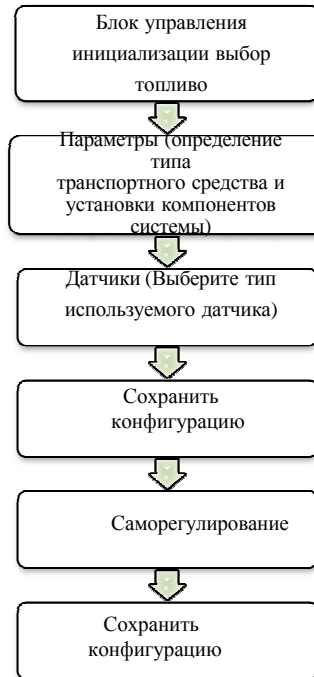 Блок управления
инициализации выбор
топливо
Параметры (определение
типа
транспортного средства и
установки компонентов
системы)
Датчики (Выберите тип
используемого датчика)
Сохранить
конфигурацию
Саморегулирование
Сохранить
конфигурацию